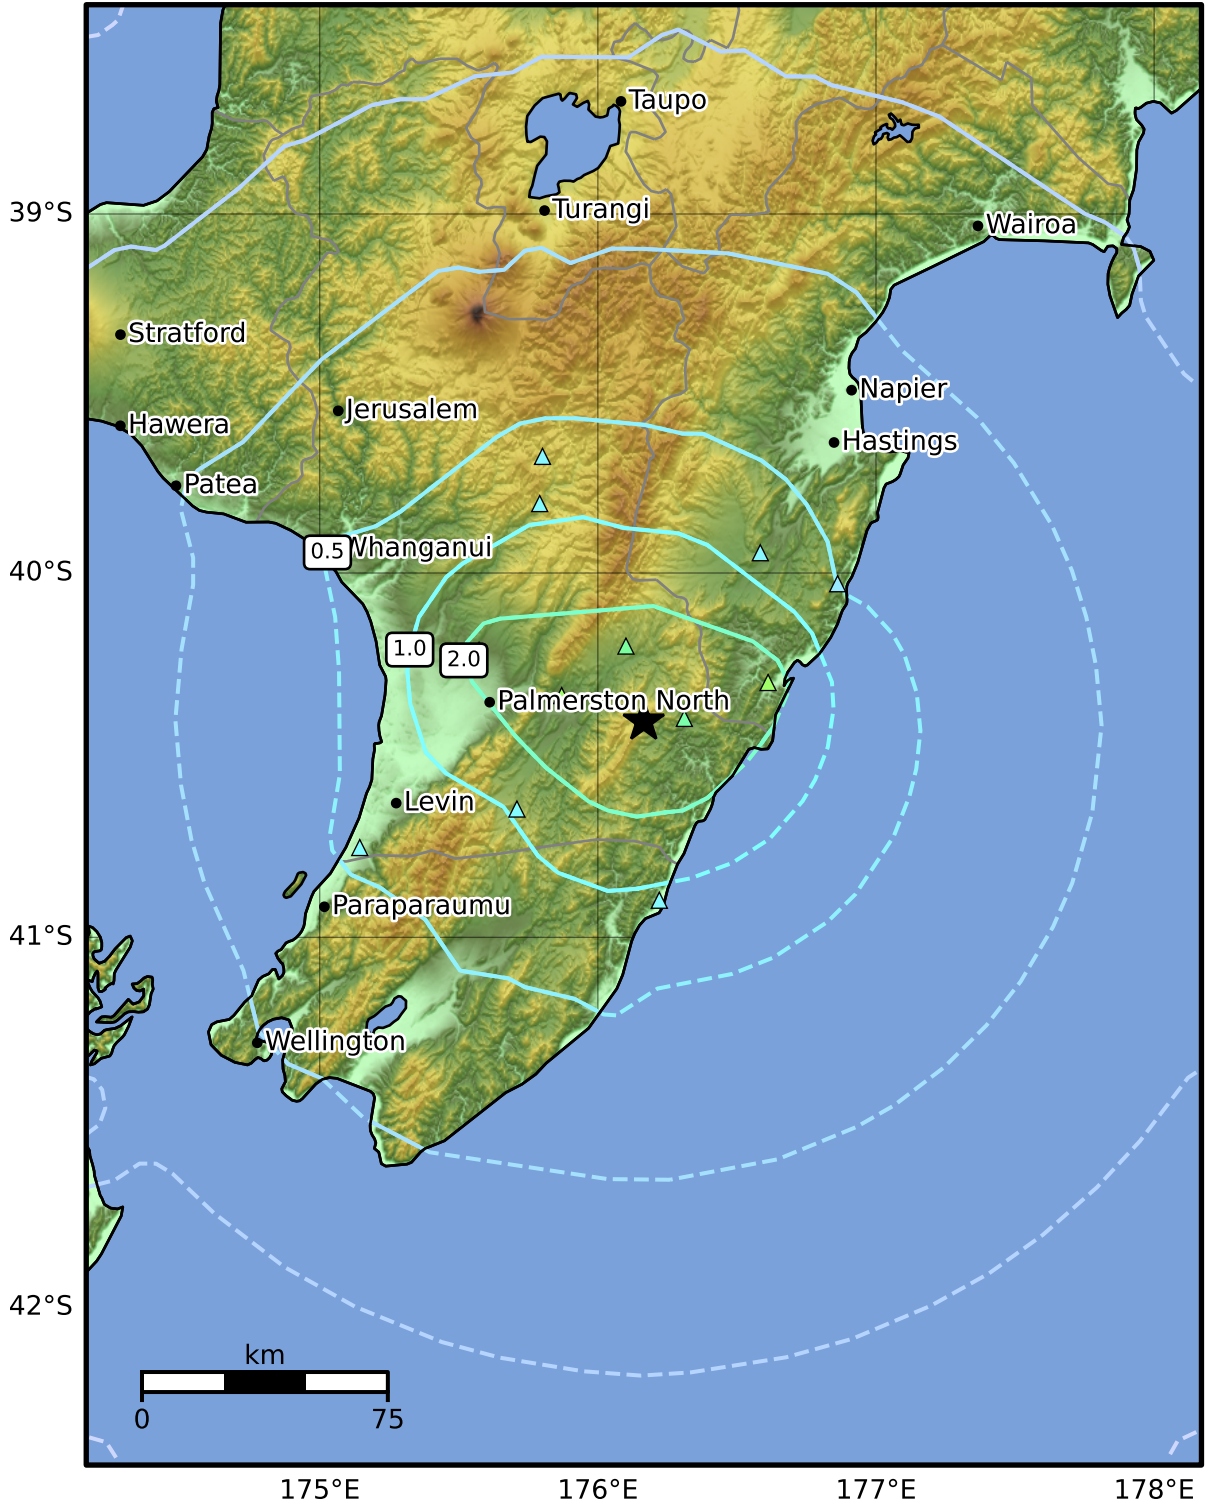 Taupo
39°S
Turangi
Wairoa
Stratford
Napier
Jerusalem
Hawera
Hastings
Patea
0.5
Whanganui
40°S
1.0
2.0
Palmerston North
Levin
Paraparaumu
41°S
Wellington
42°S
km
0
75
175°E
176°E
177°E
178°E